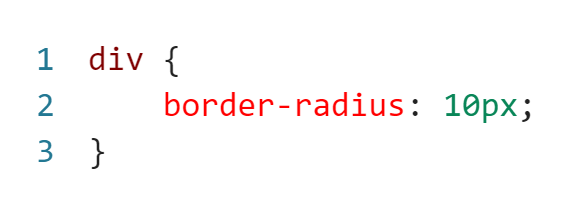 1 div {
2     border-radius: 10px;
3 }